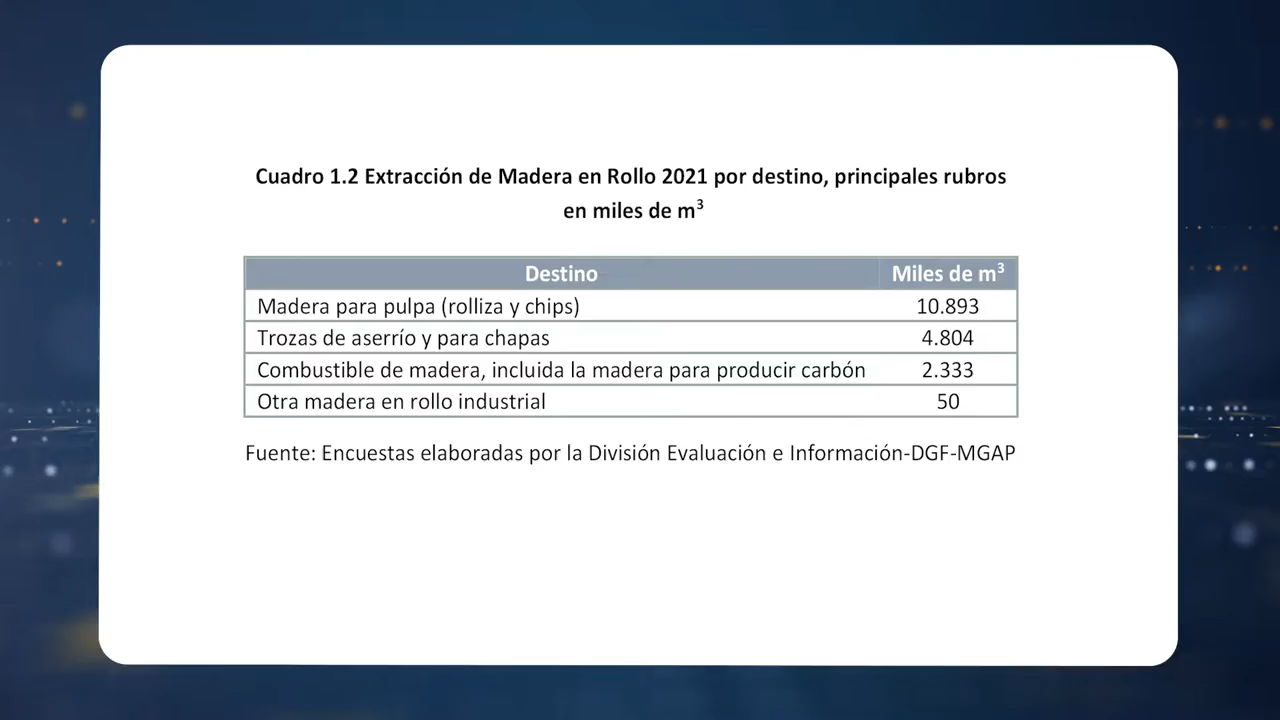 Cuadro 1.2 Extracción de Madera en Rollo 2021 por destino, principales rubros
en miles de m³
Destino Miles de m³
Madera para pulpa (rolliza y chips) 10.893
Trozas de aserrío y para chapas 4.804
Combustible de madera, incluida la madera para producir carbón 2.333
Otra madera en rollo industrial 50
Fuente: Encuestas elaboradas por la División Evaluación e Información-DGF-MGAP